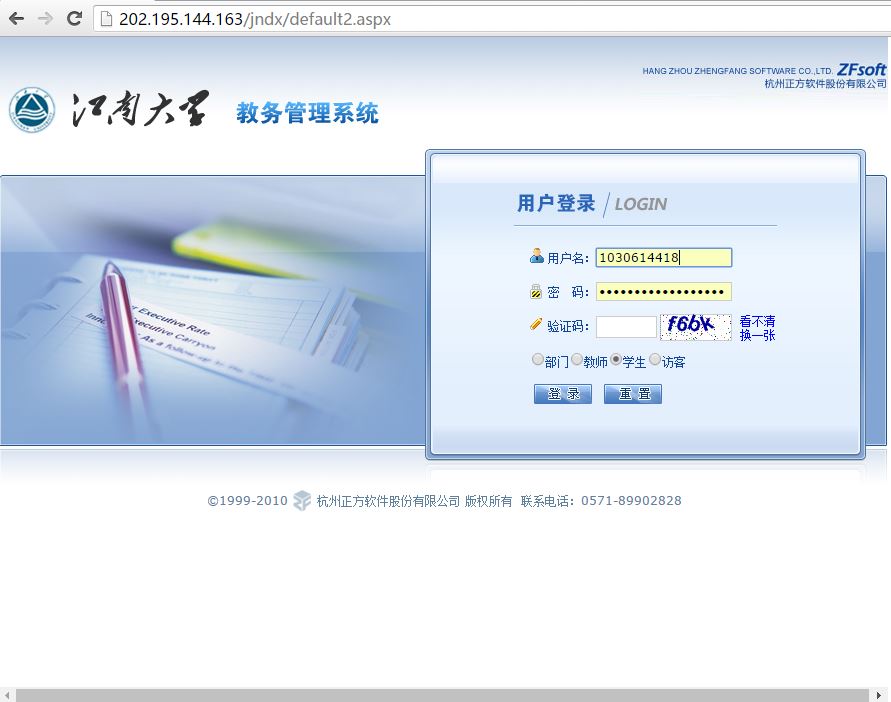 202.195.144.163/jndx/default2.aspx
HANG ZHOU ZHENGFANG SOFTWARE CO.,LTD. ZFsoft
杭州正方软件股份有限公司
江南大学 教务管理系统
用户登录 LOGIN
用户名: 1030614418
密 码: ••••••••••••••••••
验证码: f6bk 看不清
换一张
部门 教师 学生 访客
登 录 重 置
Executive Rate
Executive Carryon
- As a follow-up to the
©1999-2010 杭州正方软件股份有限公司 版权所有 联系电话: 0571-89902828